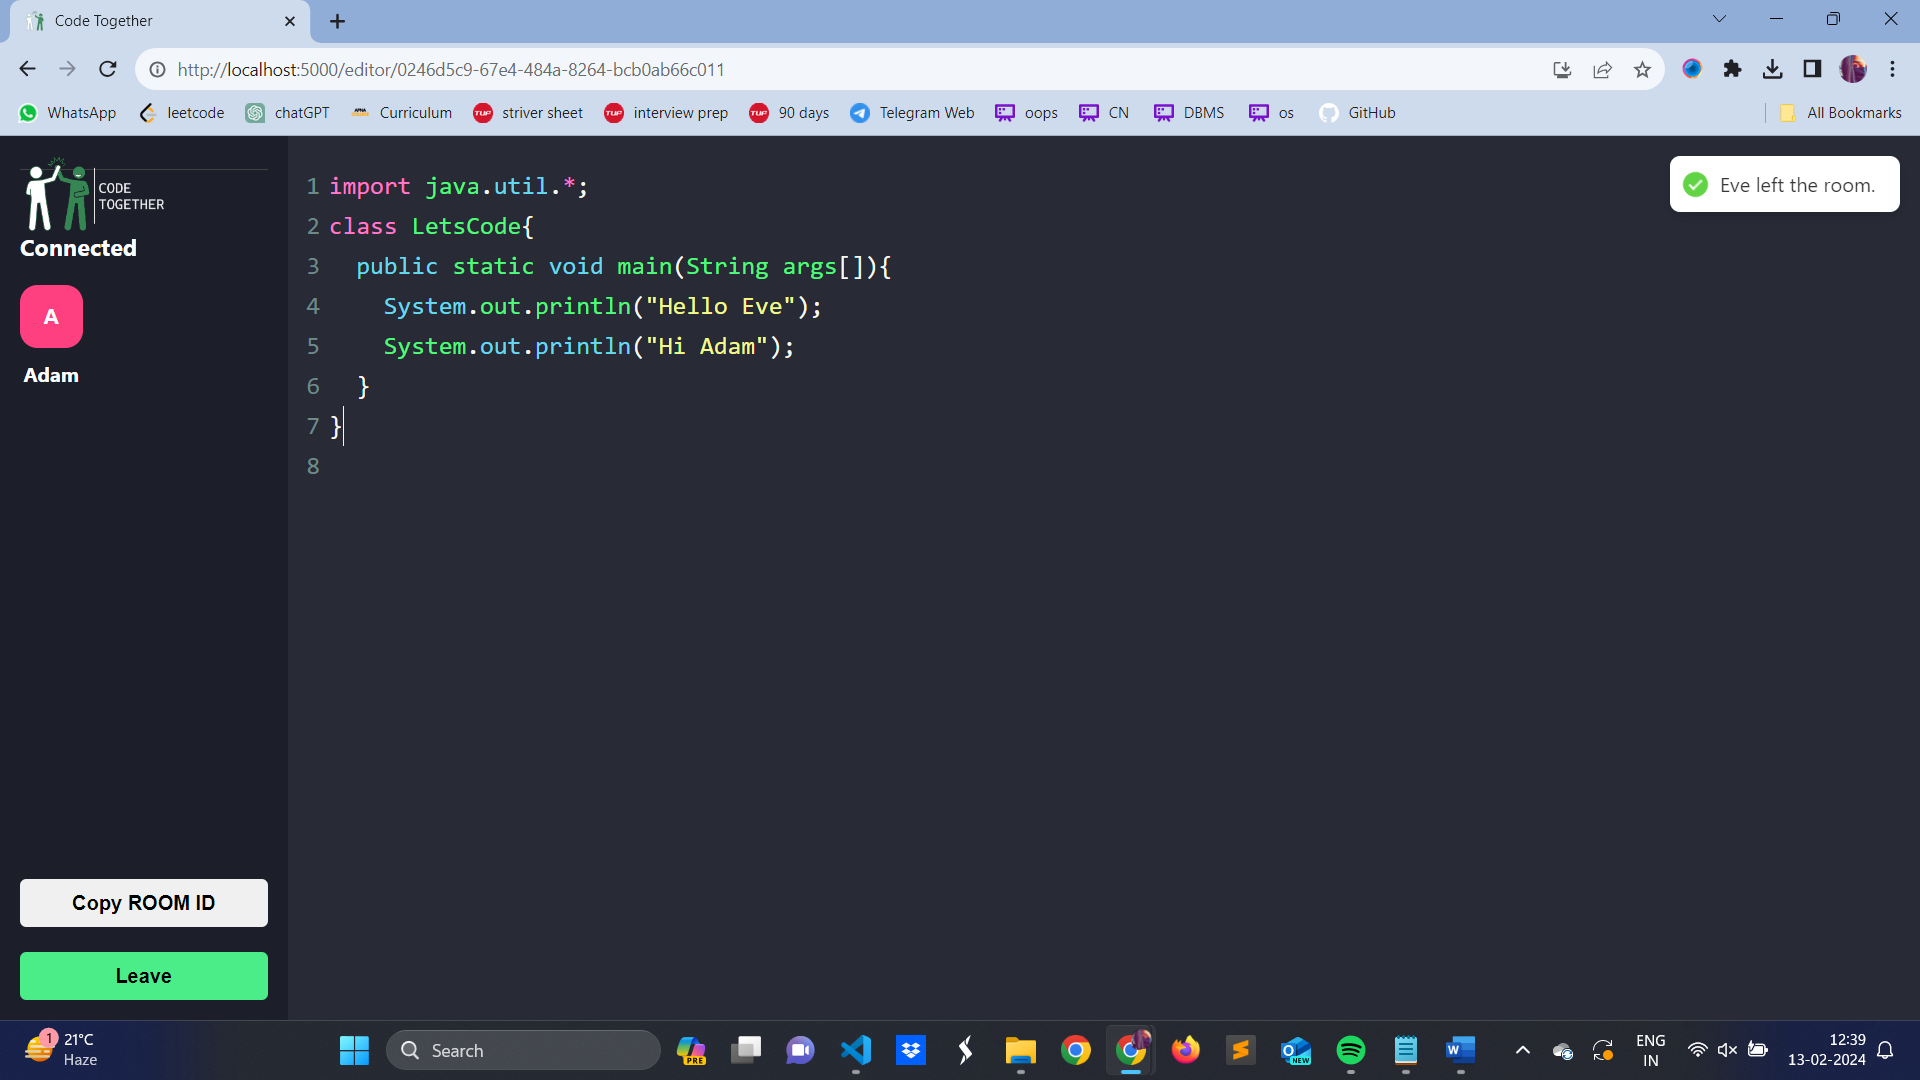 Code Together
http://localhost:5000/editor/0246d5c9-67e4-484a-8264-bcb0ab66c011
WhatsApp leetcode chatGPT Curriculum striver sheet interview prep 90 days Telegram Web oops CN DBMS os GitHub All Bookmarks
CODE
TOGETHER
Connected
A
Adam
Copy ROOM ID
Leave
1 import java.util.*;
2 class LetsCode{
3 public static void main(String args[]){
4 System.out.println("Hello Eve");
5 System.out.println("Hi Adam");
6 }
7 }
8
Eve left the room.
1
21°C
Haze
Search
PRE
NEW
ENG
IN
12:39
13-02-2024